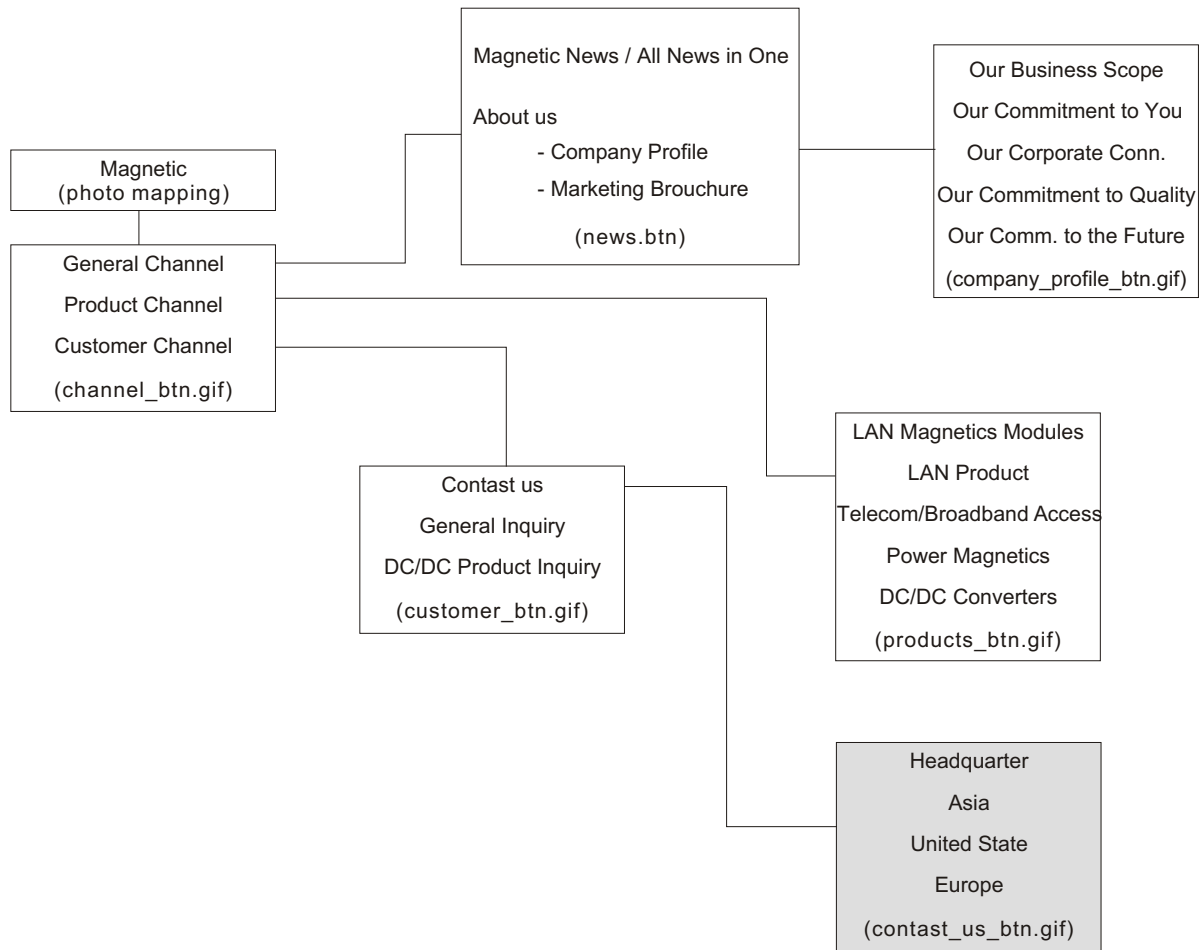 Magnetic
(photo mapping)
General Channel
Product Channel
Customer Channel
(channel_btn.gif)
Magnetic News / All News in One
About us
- Company Profile
- Marketing Brouchure
(news.btn)
Our Business Scope
Our Commitment to You
Our Corporate Conn.
Our Commitment to Quality
Our Comm. to the Future
(company_profile_btn.gif)
Contast us
General Inquiry
DC/DC Product Inquiry
(customer_btn.gif)
LAN Magnetics Modules
LAN Product
Telecom/Broadband Access
Power Magnetics
DC/DC Converters
(products_btn.gif)
Headquarter
Asia
United State
Europe
(contast_us_btn.gif)